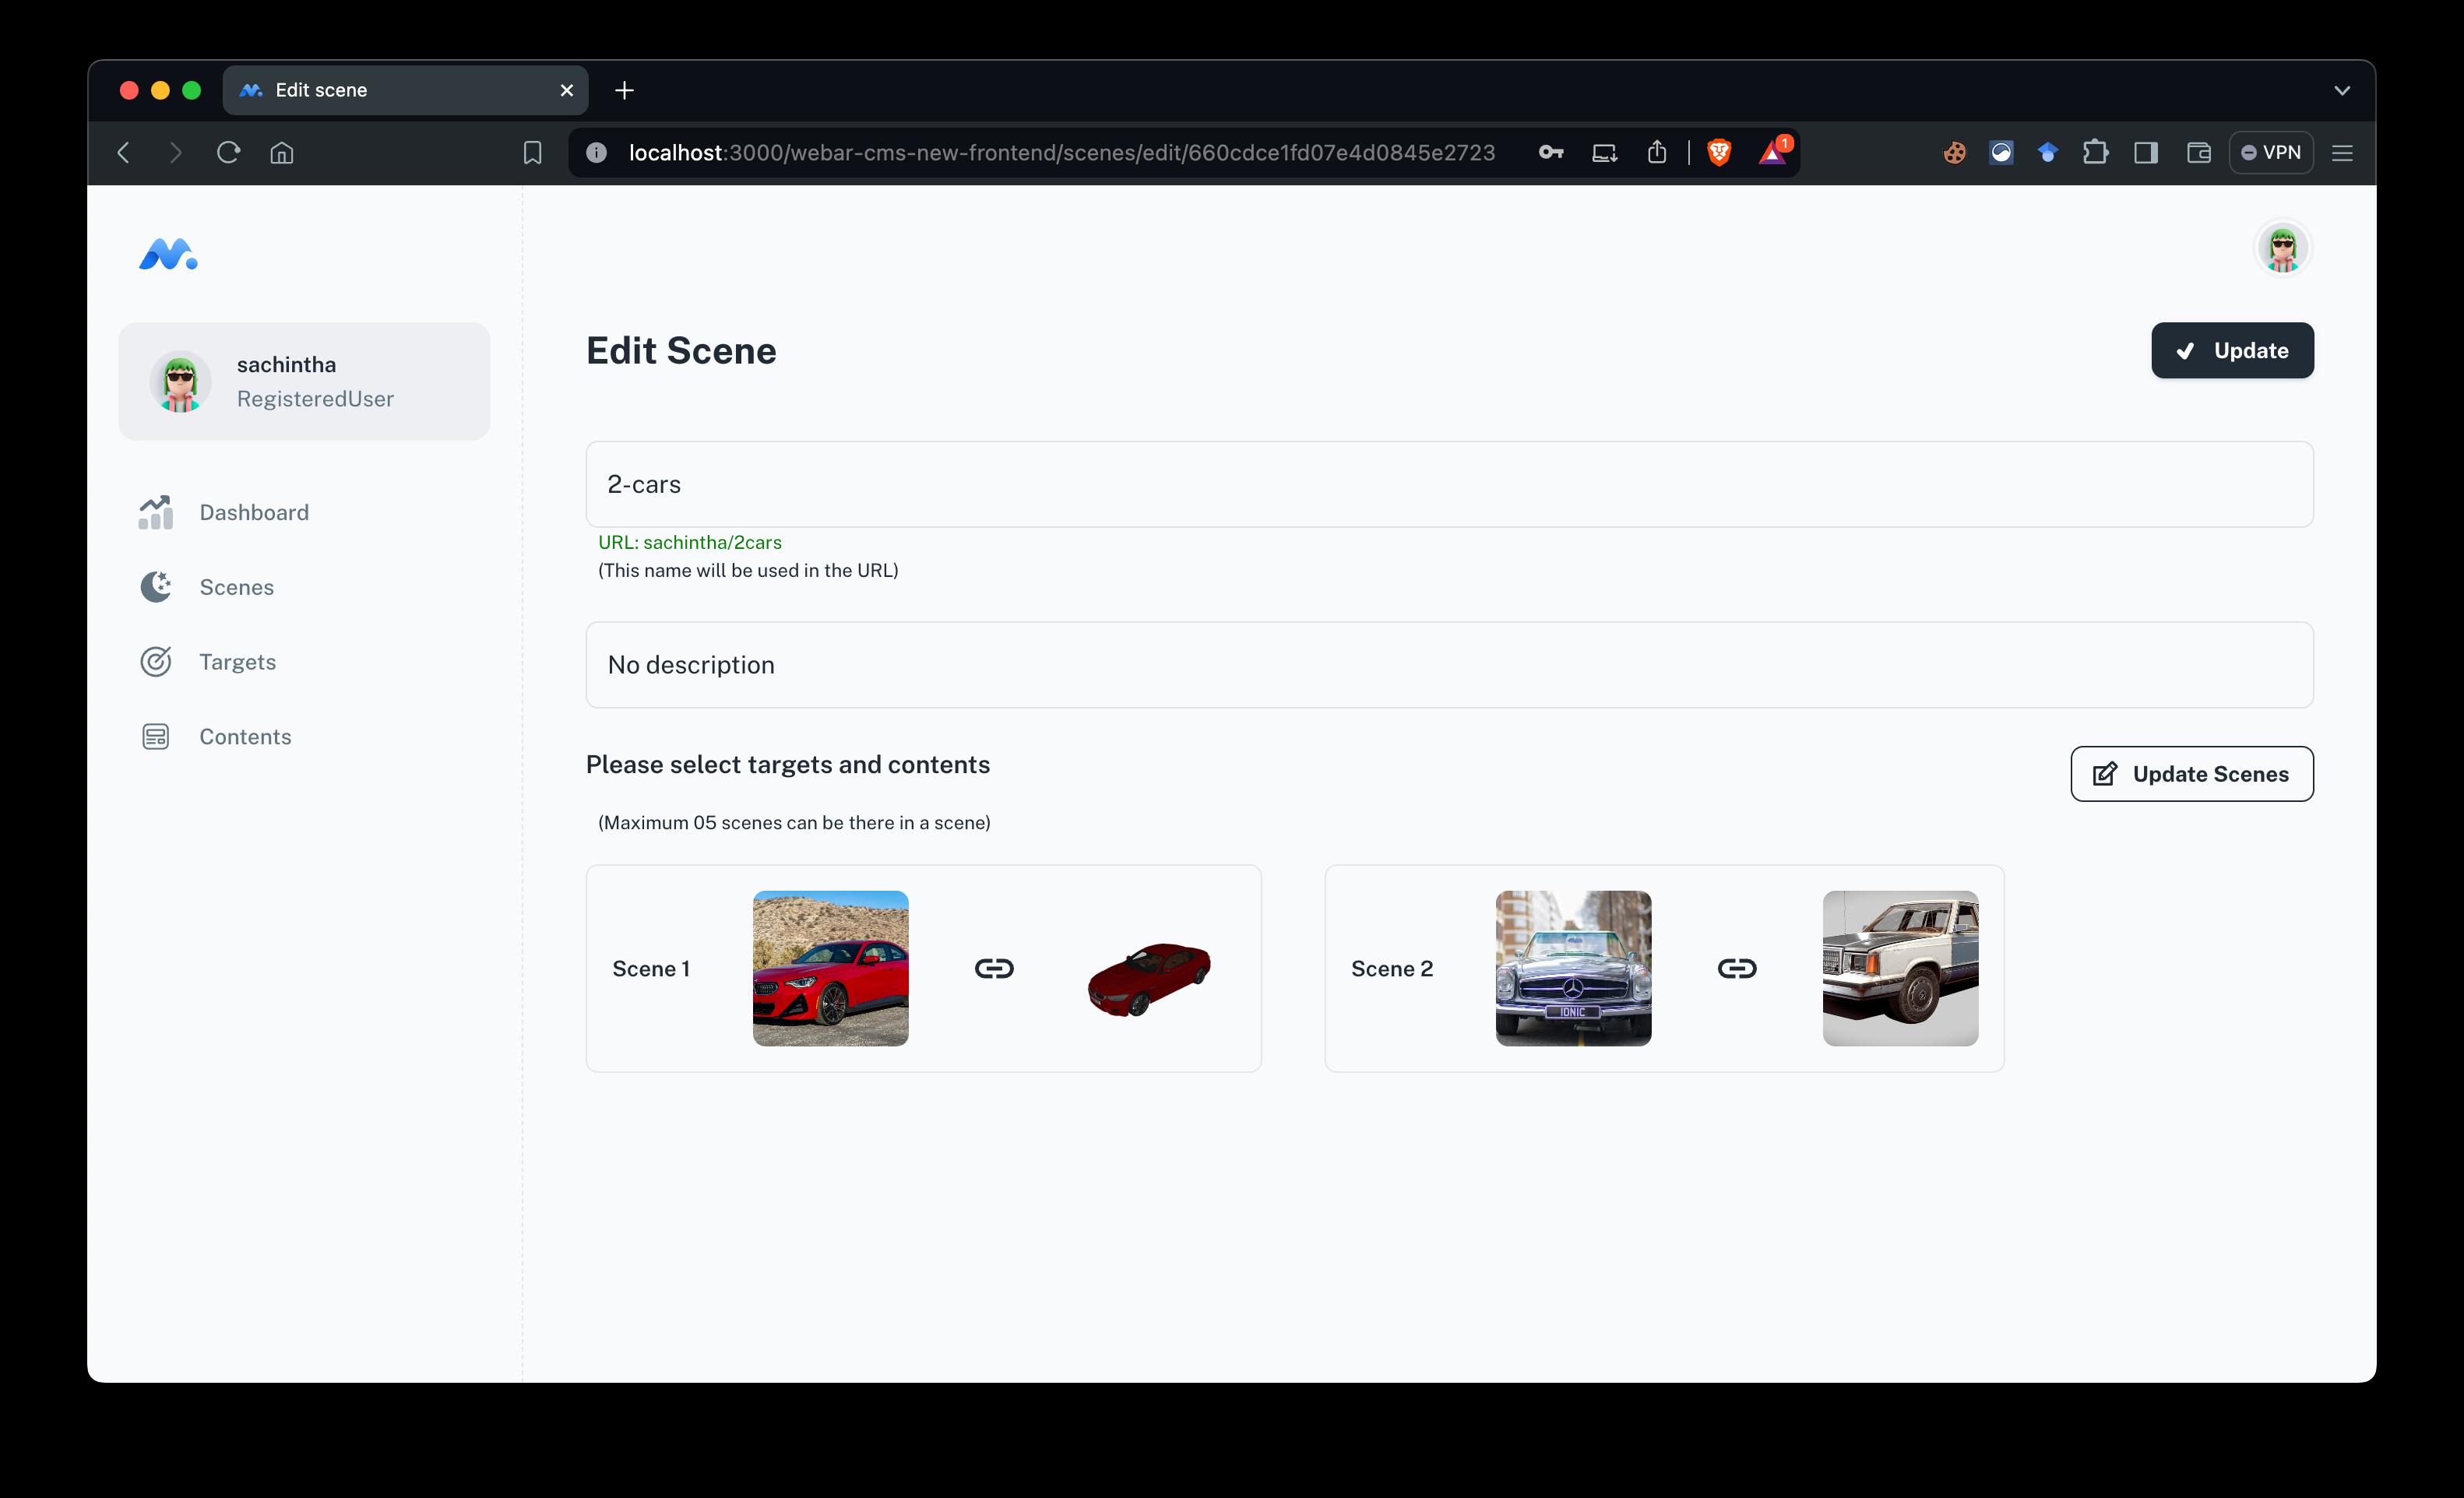 Edit scene
localhost:3000/webar-cms-new-frontend/scenes/edit/660cdce1fd07e4d0845e2723
1
VPN
sachintha
RegisteredUser
Dashboard
Scenes
Targets
Contents
Edit Scene
Update
2-cars
URL: sachintha/2cars
(This name will be used in the URL)
No description
Please select targets and contents
Update Scenes
(Maximum 05 scenes can be there in a scene)
Scene 1
Scene 2
IONIC